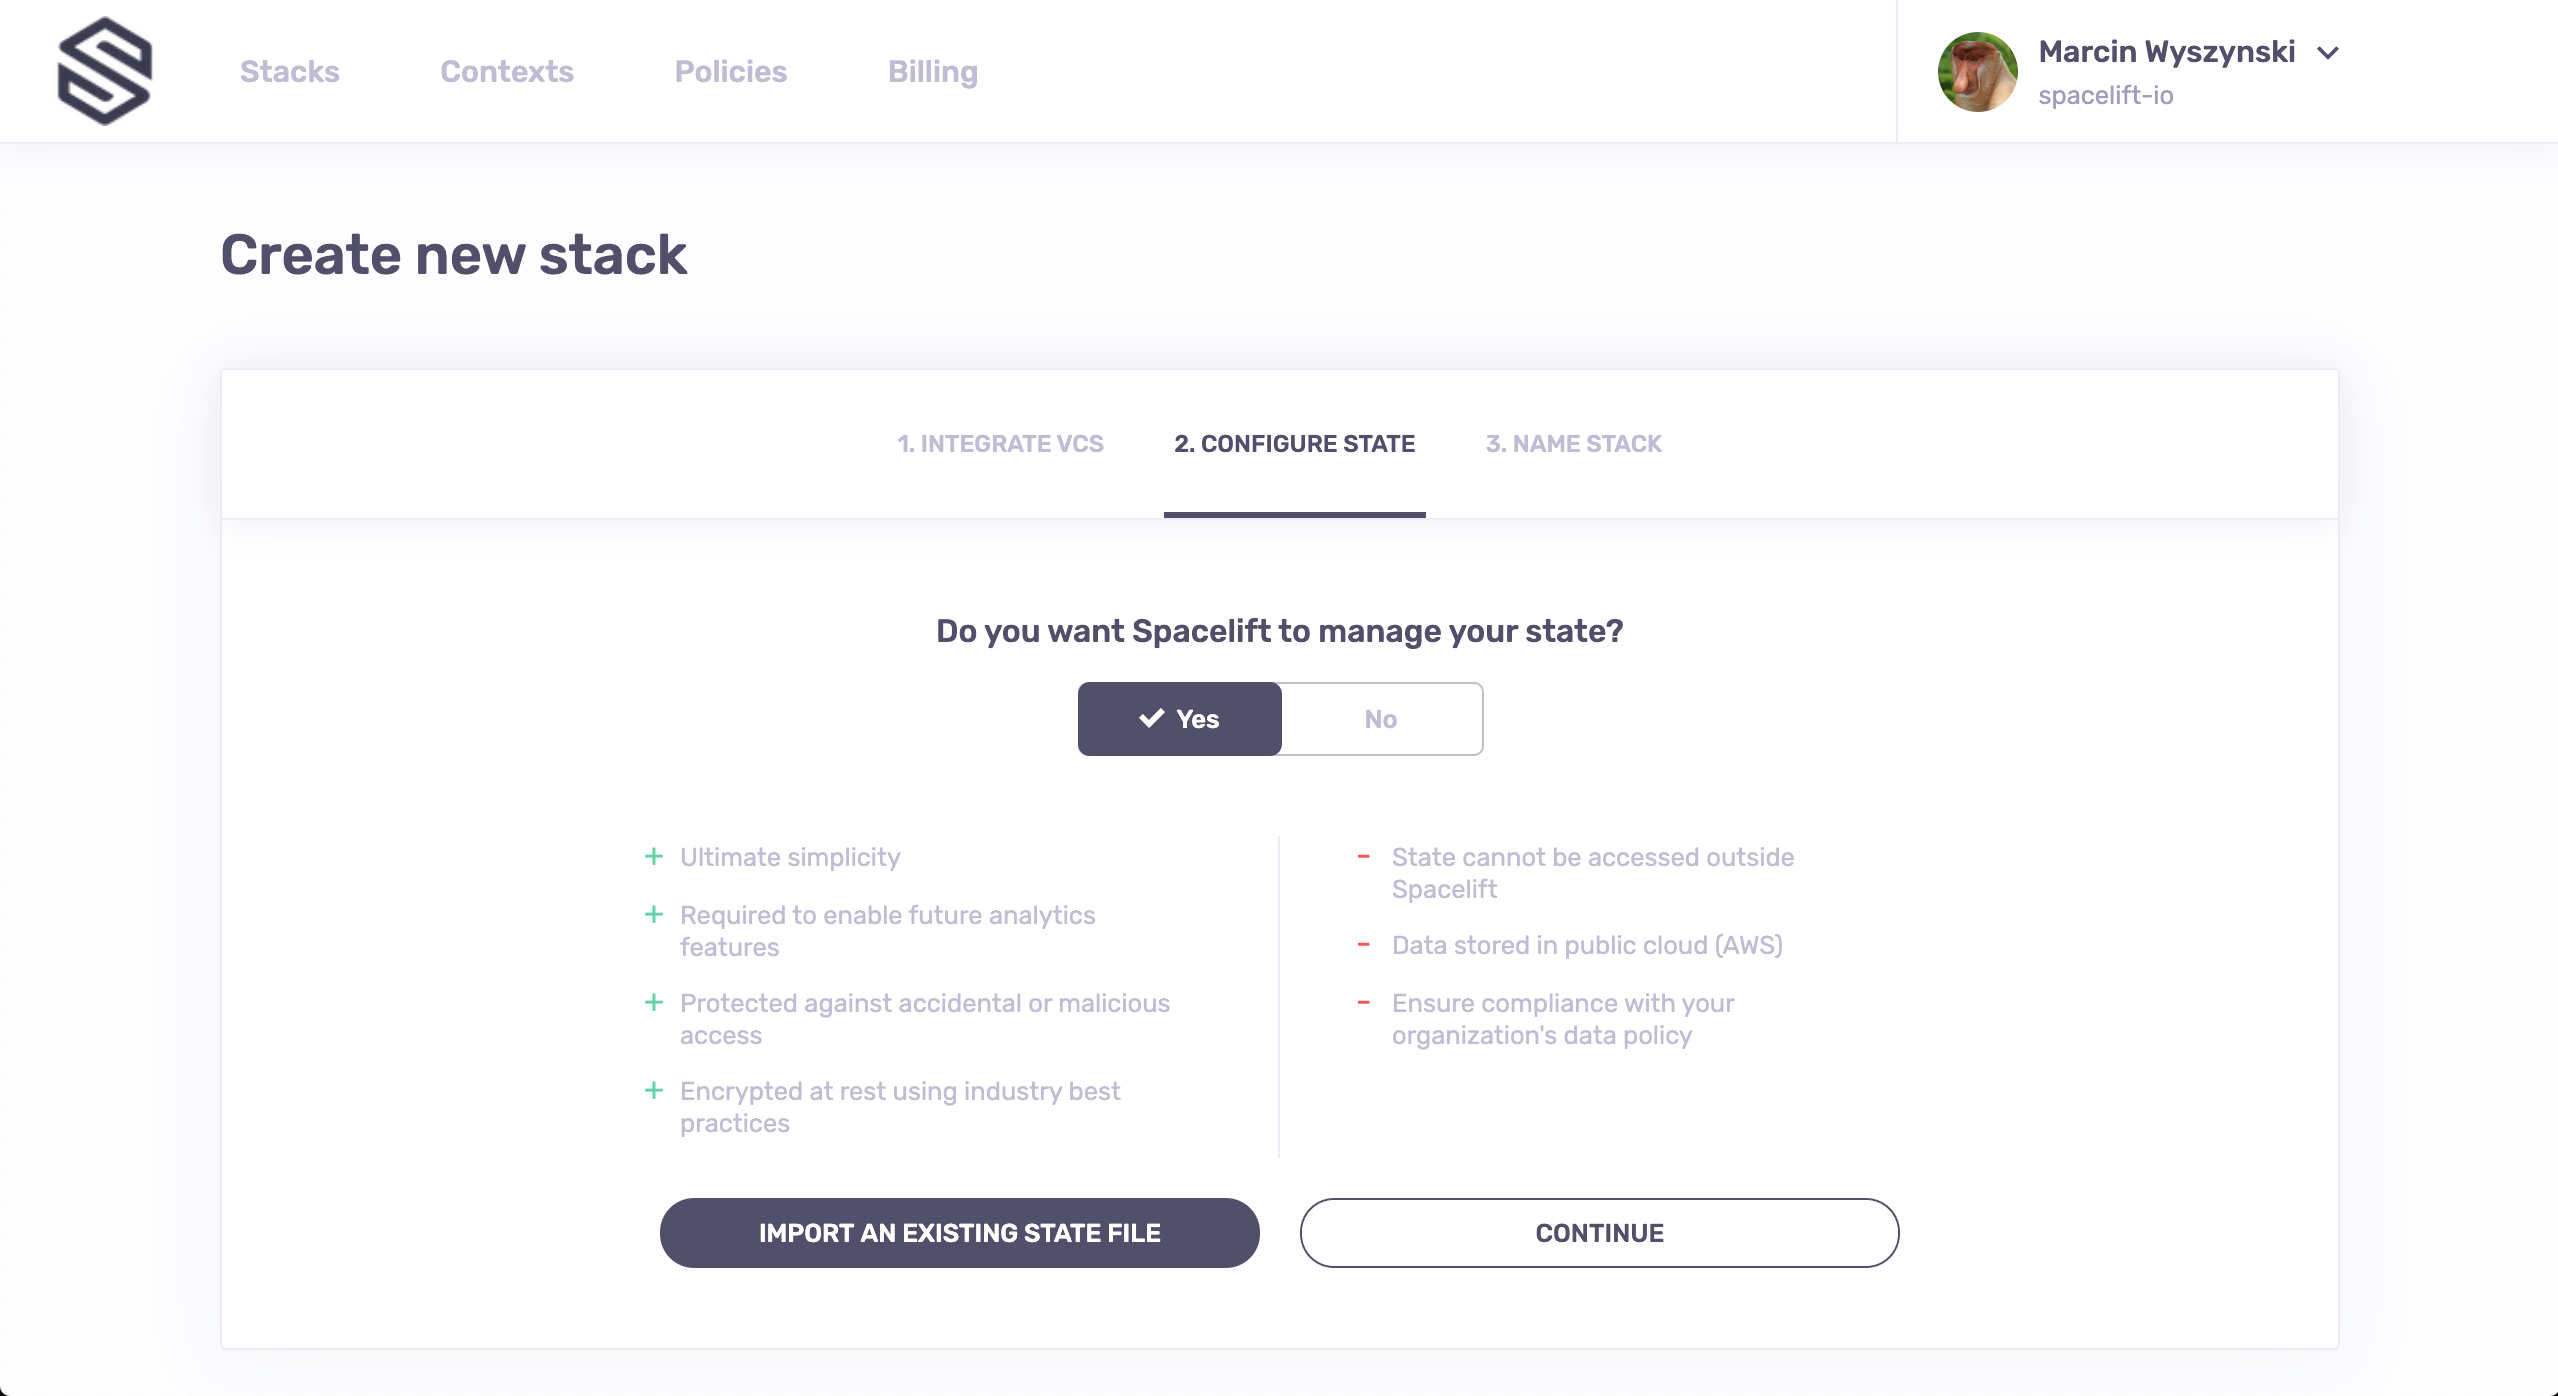 Stacks
Contexts
Policies
Billing
Marcin Wyszynski
spacelift-io
Create new stack
1. INTEGRATE VCS
2. CONFIGURE STATE
3. NAME STACK
Do you want Spacelift to manage your state?
Yes
No
+ Ultimate simplicity
+ Required to enable future analytics
features
+ Protected against accidental or malicious
access
+ Encrypted at rest using industry best
practices
- State cannot be accessed outside
Spacelift
- Data stored in public cloud (AWS)
- Ensure compliance with your
organization's data policy
IMPORT AN EXISTING STATE FILE
CONTINUE